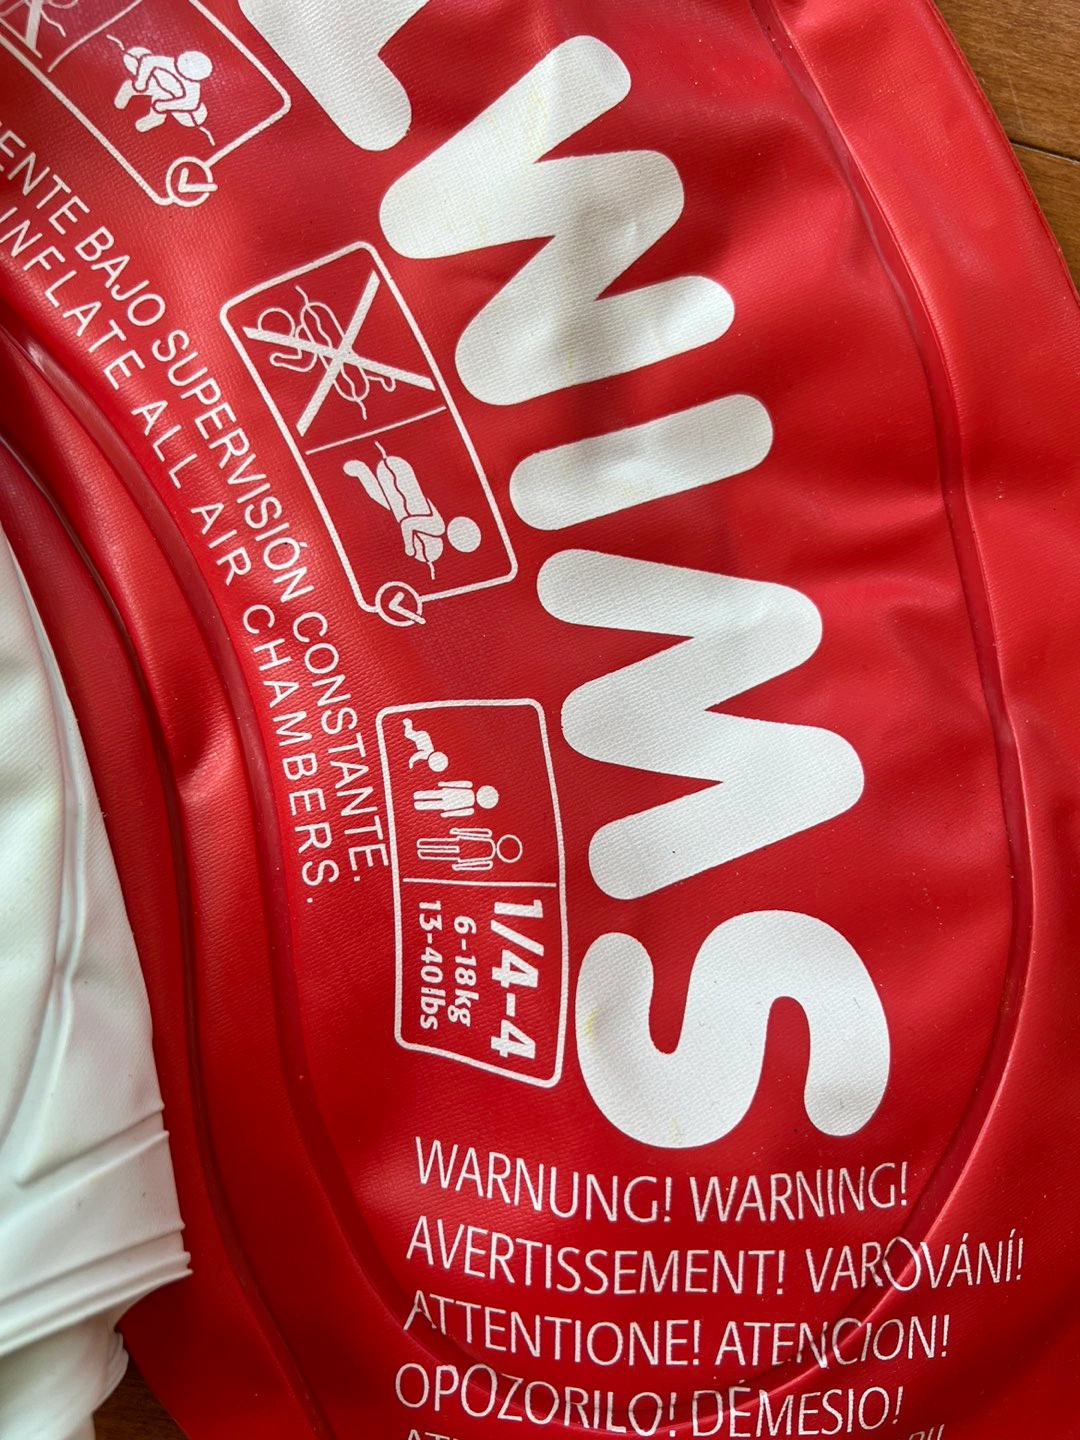 WIMS
ENTE BAJO SUPERVISIÓN CONSTANTE.
INFLATE ALL AIR CHAMBERS.
1/4-4
6-18kg
13-40lbs
WARNUNG! WARNING!
AVERTISSEMENT! VAROVÁNÍ!
ATTENTIONE! ATENCION!
OPOZORILO! DÉMESIO!